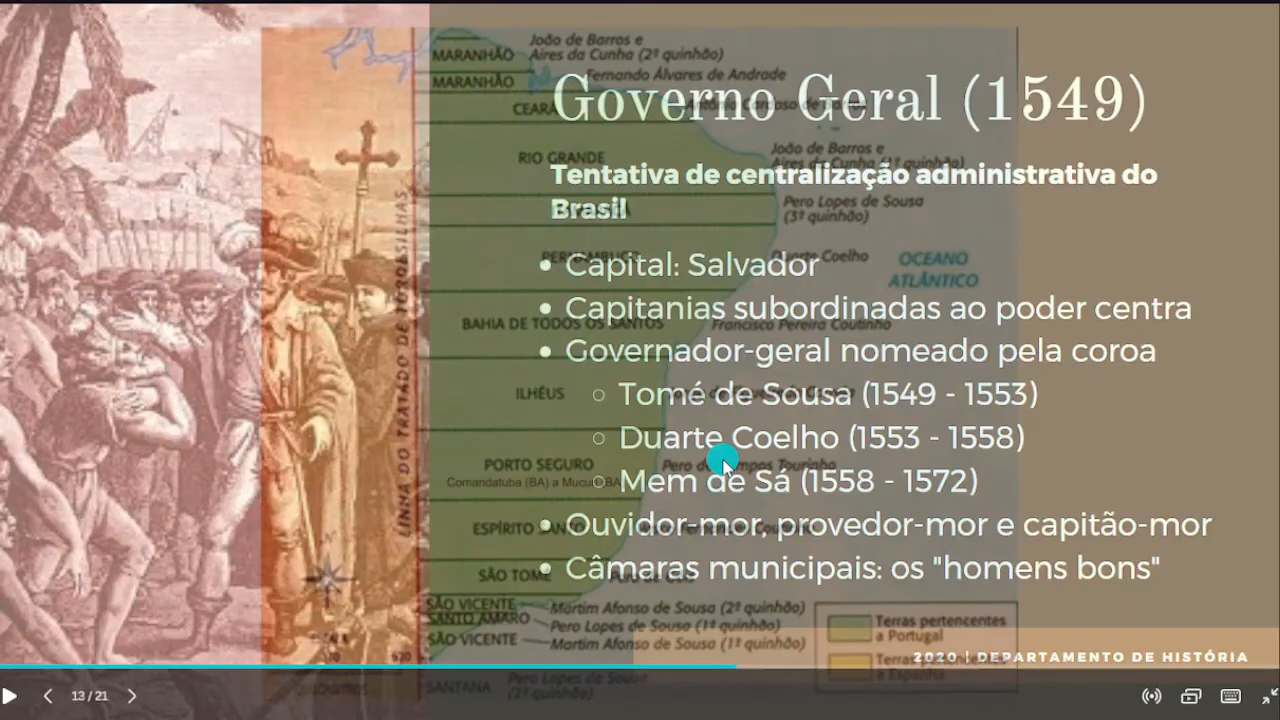 João de Barros e
Aires da Cunha (2º quinhão)
MARANHÃO
Fernando Álvares de Andrade
MARANHÃO
Governo Geral (1549)
CEARÁ
João de Barros e
Aires da Cunha (1º quinhão)
RIO GRANDE
Tentativa de centralização administrativa do
Brasil
Pero Lopes de Sousa
(3º quinhão)
PERNAMBUCO
Duarte Coelho
OCEANO
ATLÂNTICO
• Capital: Salvador
• Capitanias subordinadas ao poder centra
BAHIA DE TODOS OS SANTOS
Francisco Pereira Coutinho
• Governador-geral nomeado pela coroa
ILHÉUS
○ Tomé de Sousa (1549 - 1553)
○ Duarte Coelho (1553 - 1558)
PORTO SEGURO
Comandatuba (BA) a Mucuri (BA)
○ Mem de Sá (1558 - 1572)
LINHA DO TRATADO DE TORDESILHAS
ESPÍRITO SANTO
• Ouvidor-mor, provedor-mor e capitão-mor
SÃO TOMÉ
• Câmaras municipais: os "homens bons"
SÃO VICENTE
Martim Afonso de Sousa (2º quinhão)
SANTO AMARO
Pero Lopes de Sousa (1º quinhão)
SÃO VICENTE
Martim Afonso de Sousa (1º quinhão)
Terras pertencentes
a Portugal
2020 | DEPARTAMENTO DE HISTÓRIA
a Espanha
SANTANA
Pero Lopes de Sousa
(2º quinhão)
13 / 21